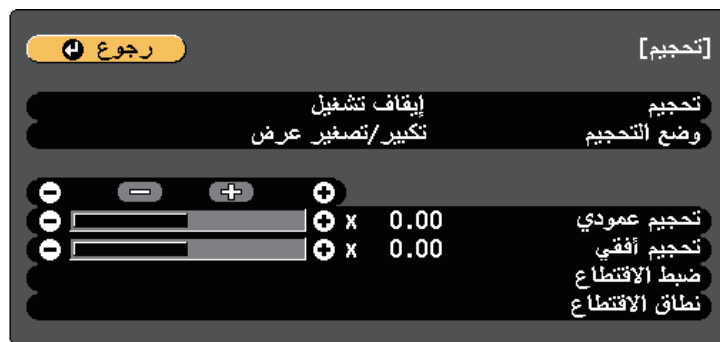 [تحجيم] رجوع
تحجيم إيقاف تشغيل
وضع التحجيم تكبير/تصغير عرض
− − + +
تحجيم عمودي 0.00 x + −
تحجيم أفقي 0.00 x + −
ضبط الاقتطاع
نطاق الاقتطاع